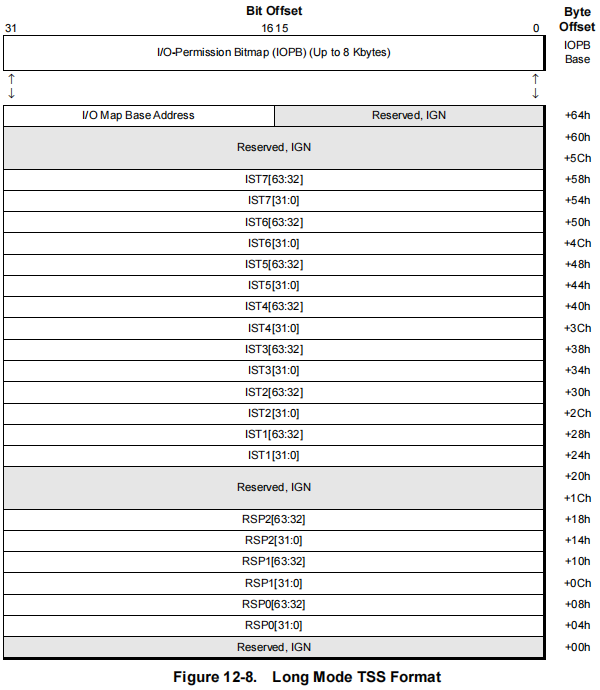 Bit Offset
Byte Offset
31 16 15 0
IOPB Base
I/O-Permission Bitmap (IOPB) (Up to 8 Kbytes)
I/O Map Base Address Reserved, IGN +64h
+60h
Reserved, IGN
+5Ch
IST7[63:32] +58h
IST7[31:0] +54h
IST6[63:32] +50h
IST6[31:0] +4Ch
IST5[63:32] +48h
IST5[31:0] +44h
IST4[63:32] +40h
IST4[31:0] +3Ch
IST3[63:32] +38h
IST3[31:0] +34h
IST2[63:32] +30h
IST2[31:0] +2Ch
IST1[63:32] +28h
IST1[31:0] +24h
+20h
Reserved, IGN
+1Ch
RSP2[63:32] +18h
RSP2[31:0] +14h
RSP1[63:32] +10h
RSP1[31:0] +0Ch
RSP0[63:32] +08h
RSP0[31:0] +04h
Reserved, IGN +00h
Figure 12-8. Long Mode TSS Format